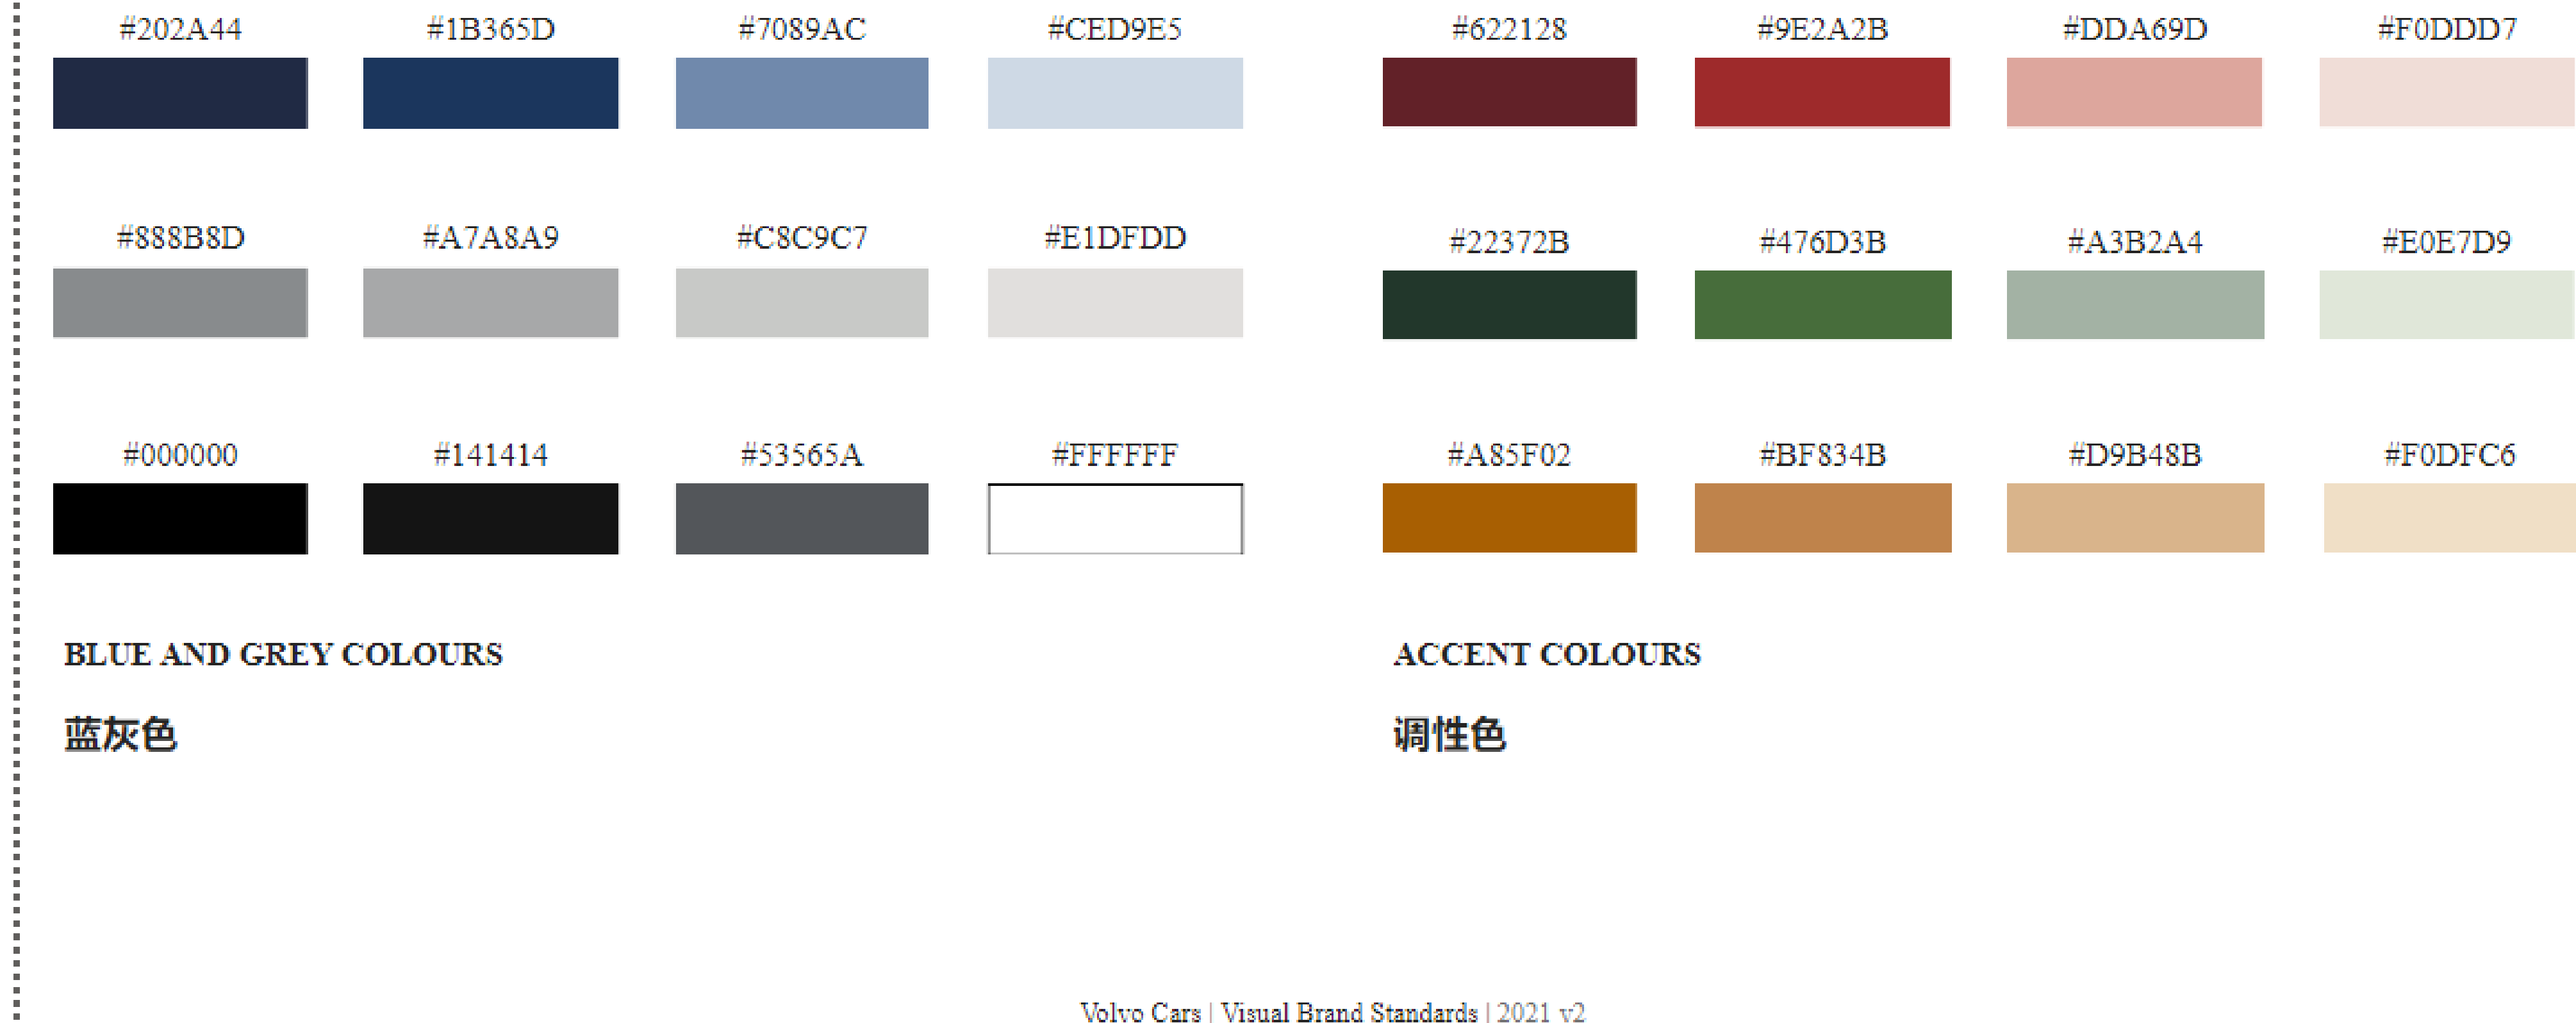 #202A44 #1B365D #7089AC #CED9E5 #622128 #9E2A2B #DDA69D #F0DDD7
#888B8D #A7A8A9 #C8C9C7 #E1DFDD #22372B #476D3B #A3B2A4 #E0E7D9
#000000 #141414 #53565A #FFFFFF #A85F02 #BF834B #D9B48B #F0DFC6
BLUE AND GREY COLOURS
蓝灰色
ACCENT COLOURS
调性色
Volvo Cars | Visual Brand Standards | 2021 v2